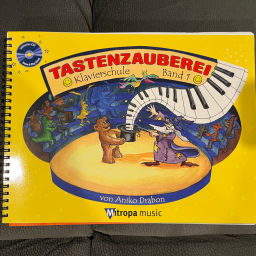 TASTENZAUBEREI
Klavierschule Band 1
von Aniko Drabon
Mitropa music